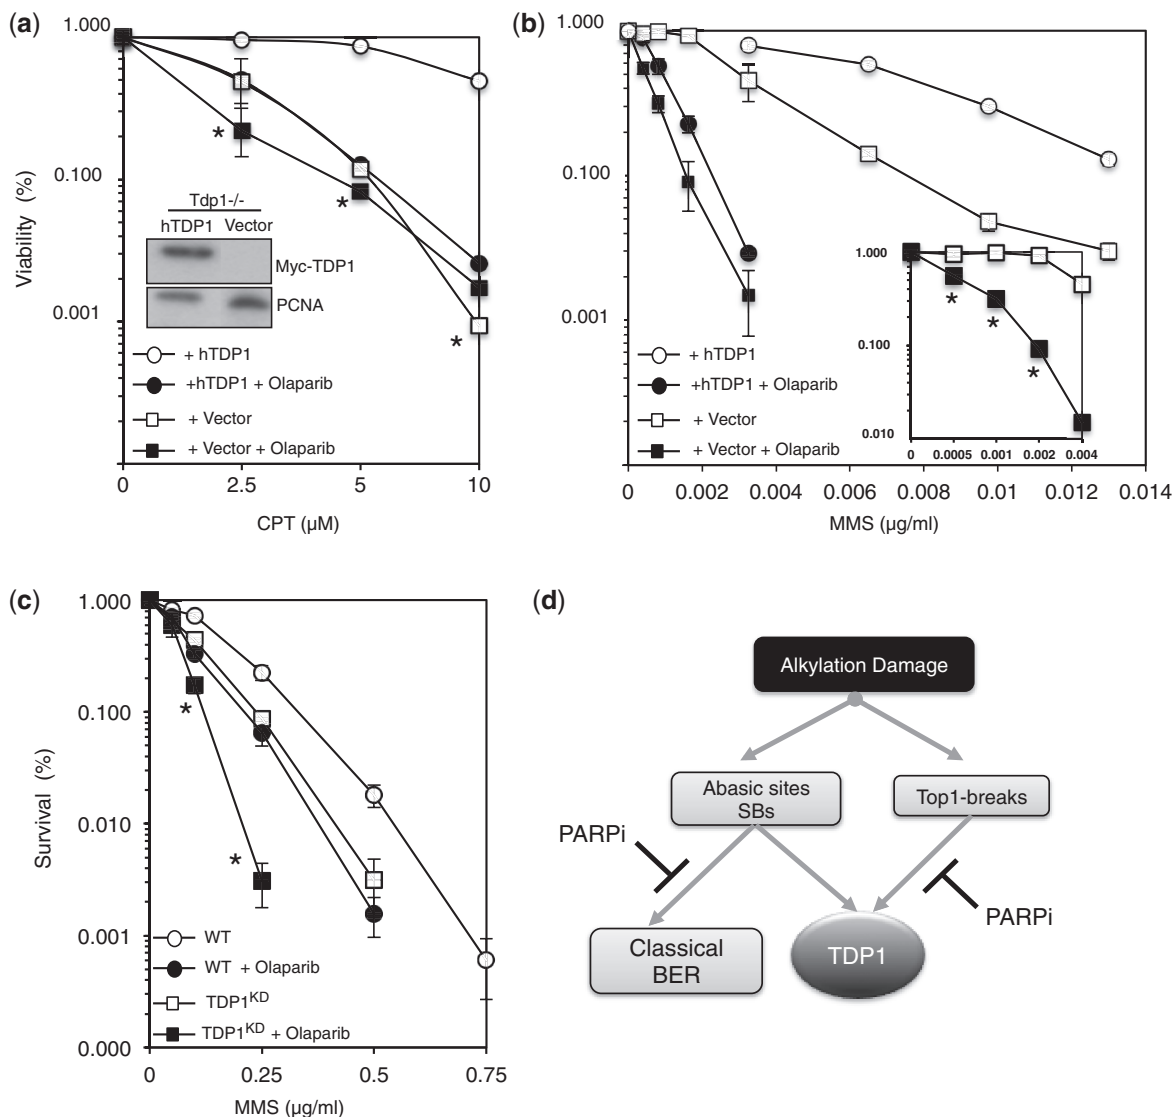 (a)
1.000
0.100
0.001
Viability (%)
Tdp1-/-
hTDP1 Vector
Myc-TDP1
PCNA
*
*
*
+ hTDP1
+hTDP1 + Olaparib
+ Vector
+ Vector + Olaparib
0 2.5 5 10
CPT (μM)
(b)
1.000
0.100
0.001
+ hTDP1
+hTDP1 + Olaparib
+ Vector
+ Vector + Olaparib
1.000
0.100
0.010
*
*
*
0 0.0005 0.001 0.002 0.004
0 0.002 0.004 0.006 0.008 0.01 0.012 0.014
MMS (μg/ml)
(c)
1.000
0.100
0.010
0.001
0.000
Survival (%)
*
*
WT
WT + Olaparib
TDP1KD
TDP1KD + Olaparib
0 0.25 0.5 0.75
MMS (μg/ml)
(d)
Alkylation Damage
Abasic sites
SBs
Top1-breaks
PARPi
PARPi
Classical
BER
TDP1